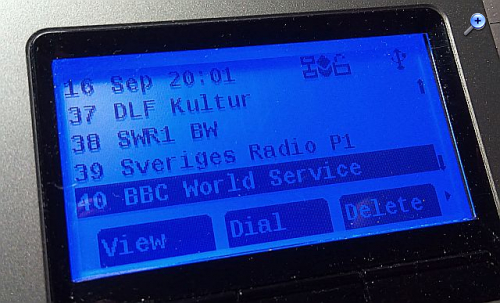 16 Sep 20:01
37 DLF Kultur
38 SWR1 BW
39 Sveriges Radio P1
40 BBC World Service
View Dial Delete